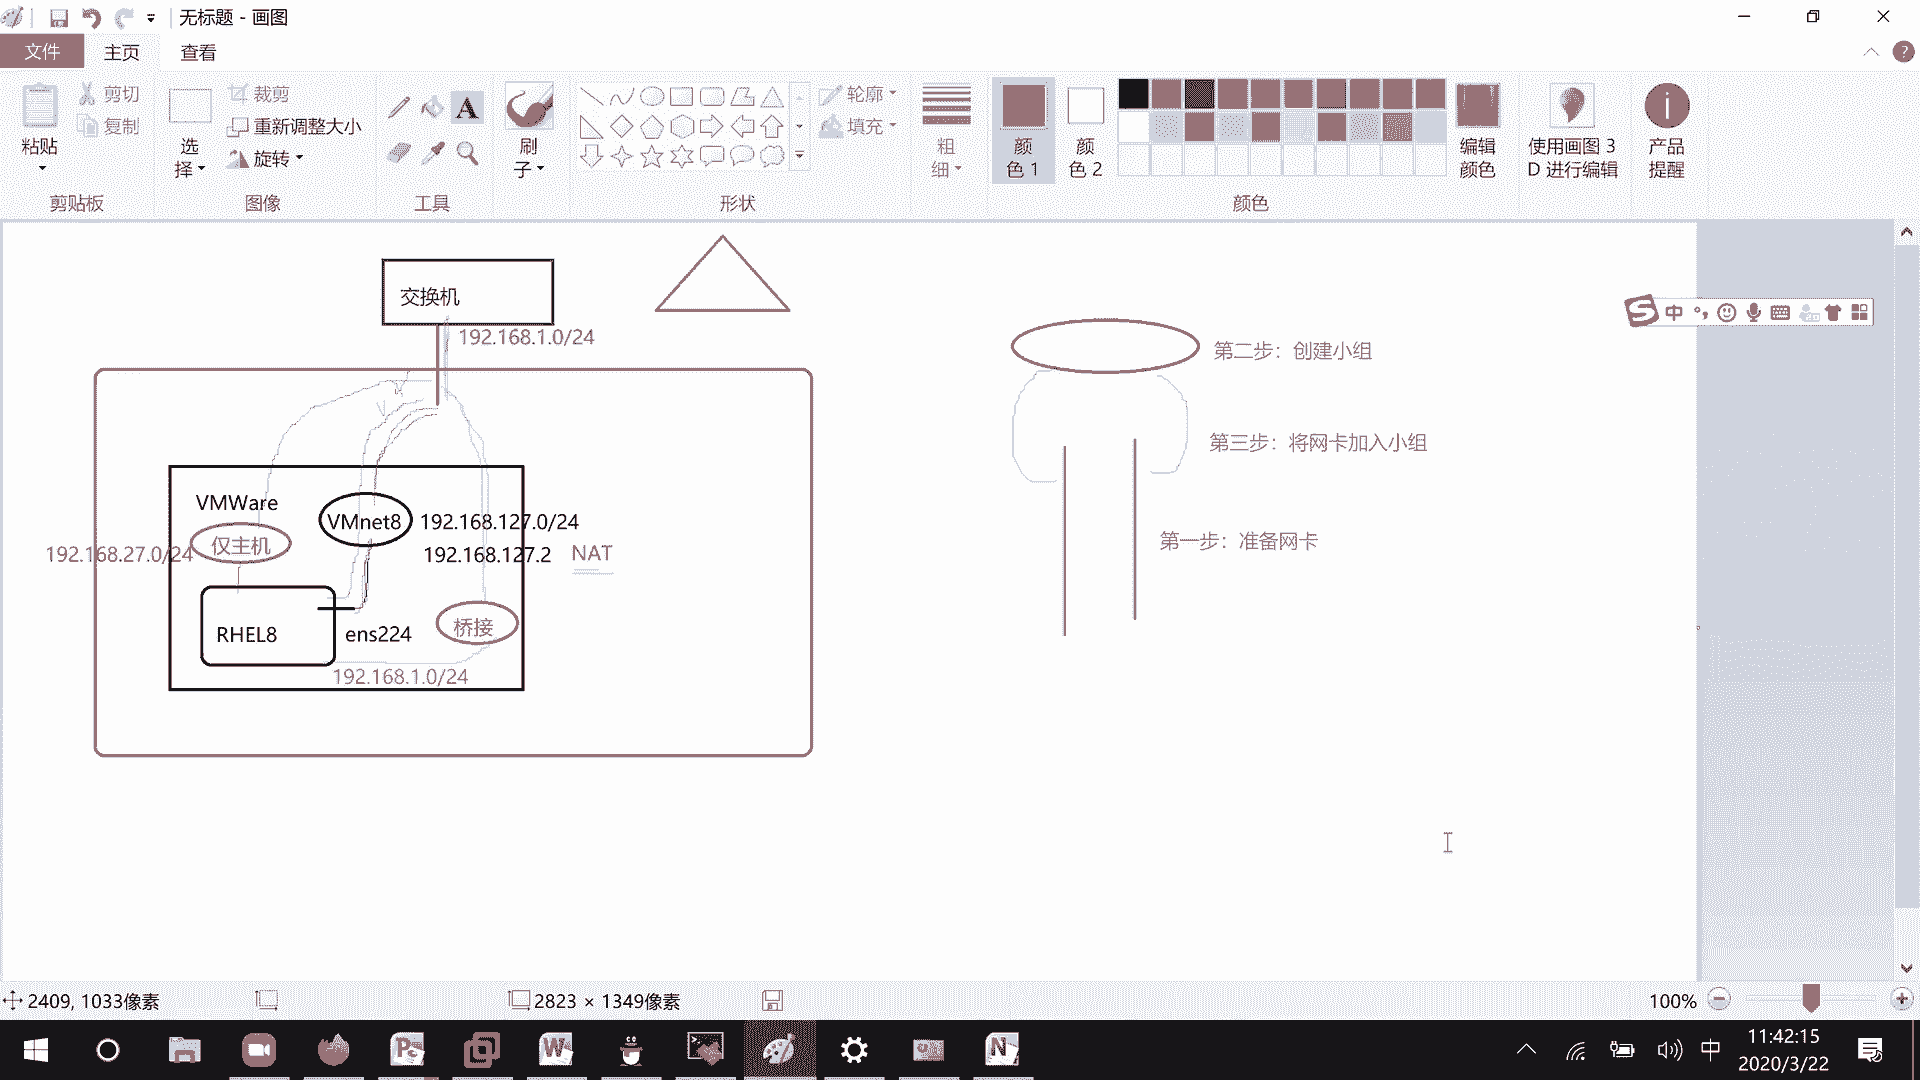 无标题 - 画图
文件
主页
查看
粘贴
剪切
复制
剪贴板
选
择
裁剪
重新调整大小
旋转
图像
A
工具
刷
子
形状
轮廓
填充
粗
细
颜
色 1
颜
色 2
颜色
编辑
颜色
使用画图 3
D 进行编辑
产品
提醒
交换机
192.168.1.0/24
VMWare
VMnet8
192.168.127.0/24
192.168.27.0/24
仅主机
192.168.127.2
NAT
RHEL8
ens224
桥接
192.168.1.0/24
第二步：创建小组
第三步：将网卡加入小组
第一步：准备网卡
中
2409, 1033像素
2823 × 1349像素
100%
中
11:42:15
2020/3/22